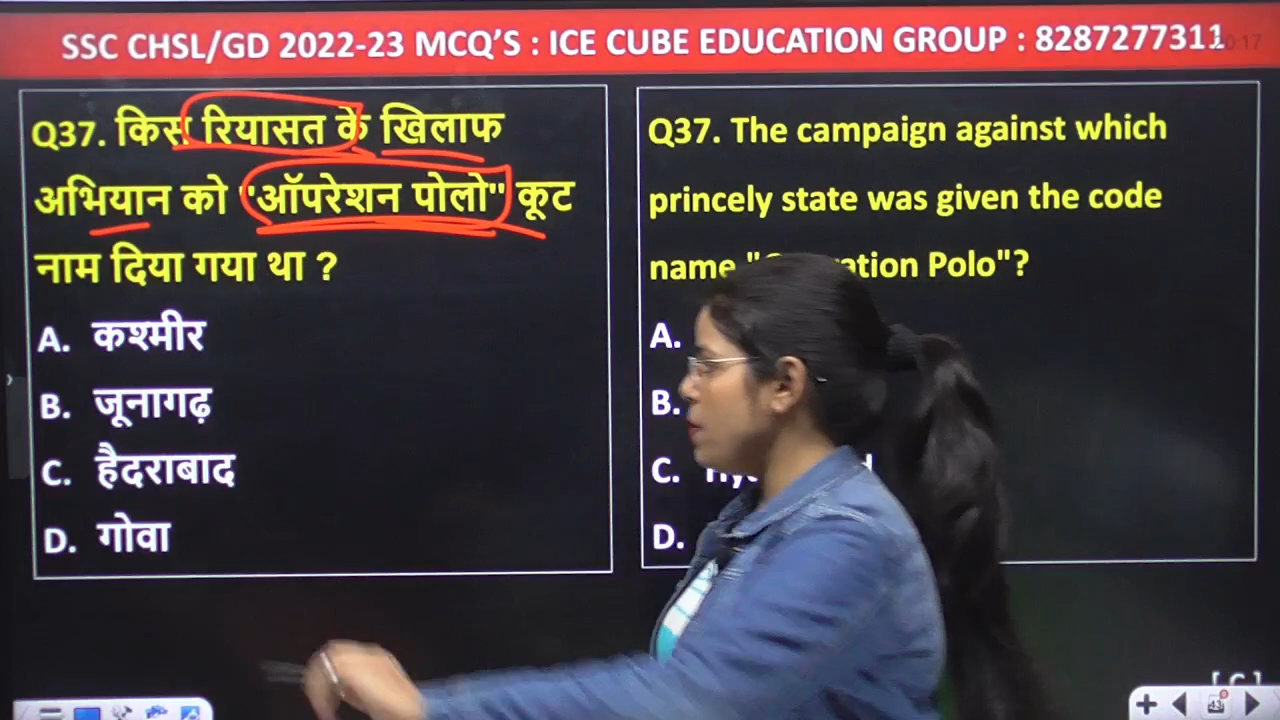 SSC CHSL/GD 2022-23 MCQ'S : ICE CUBE EDUCATION GROUP : 8287277311
Q37. किस रियासत के खिलाफ
अभियान को "ऑपरेशन पोलो" कूट
नाम दिया गया था ?
A. कश्मीर
B. जूनागढ़
C. हैदराबाद
D. गोवा
Q37. The campaign against which
princely state was given the code
name Polo"?
A.
B.
C.
D.
[ C ]